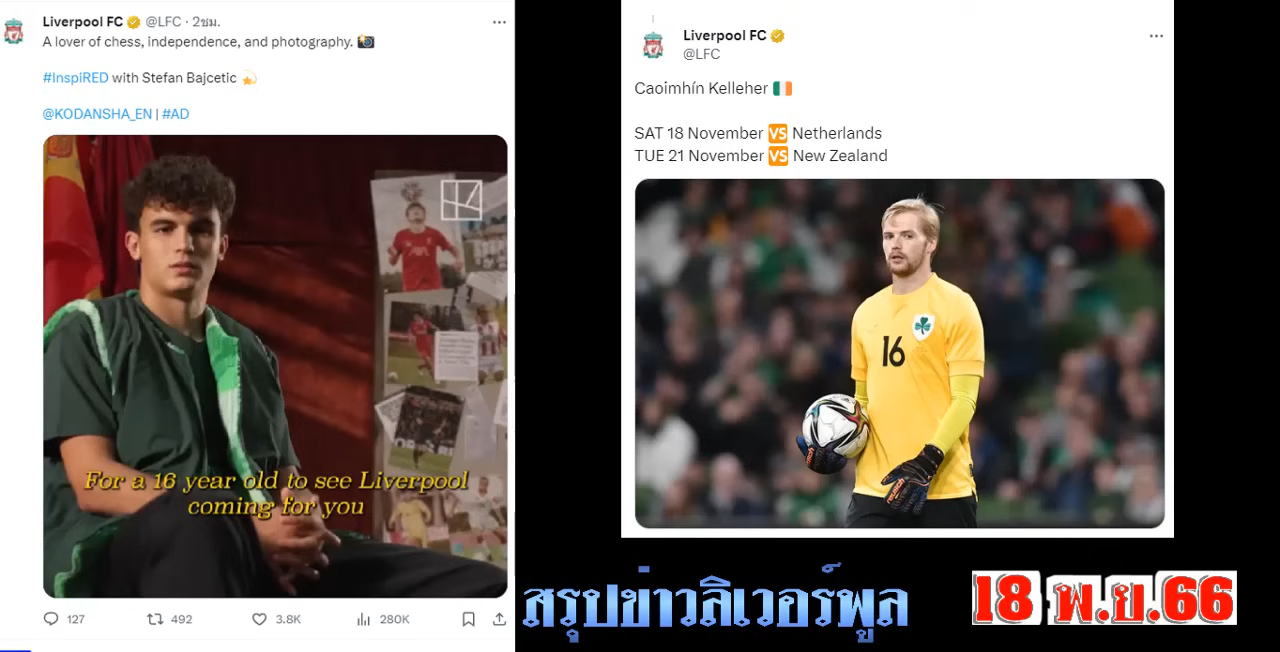 Liverpool FC @LFC · 2ชม.
A lover of chess, independence, and photography. 📸
#InspiRED with Stefan Bajcetic 💫
@KODANSHA_EN | #AD
For a 16 year old to see Liverpool
coming for you
127 492 3.8K 280K
Liverpool FC
@LFC
Caoimhín Kelleher 🇮🇪
SAT 18 November 🆚 Netherlands
TUE 21 November 🆚 New Zealand
16
สรุปข่าวลิเวอร์พูล
18 พ.ย.66